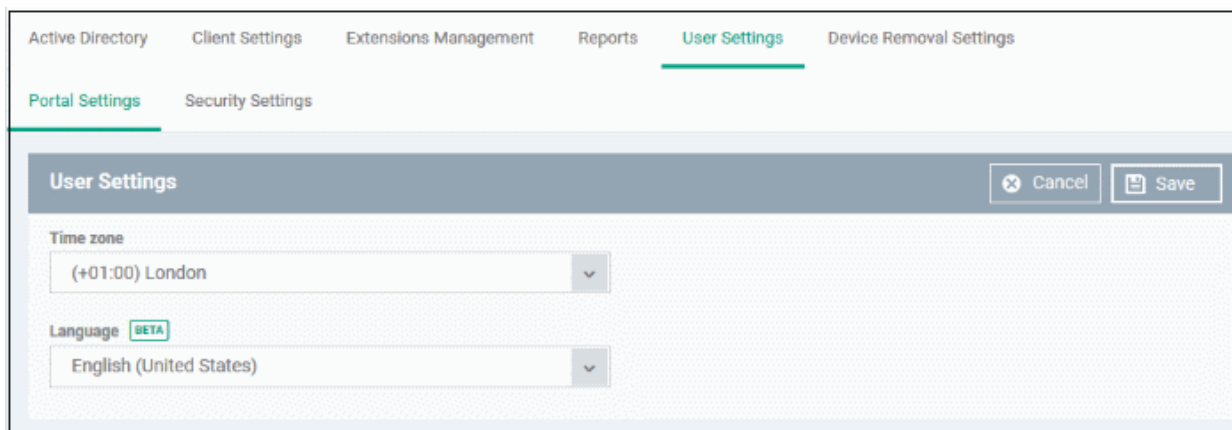 Active Directory Client Settings Extensions Management Reports User Settings Device Removal Settings
Portal Settings Security Settings
User Settings Cancel Save
Time zone
(+01:00) London
Language BETA
English (United States)